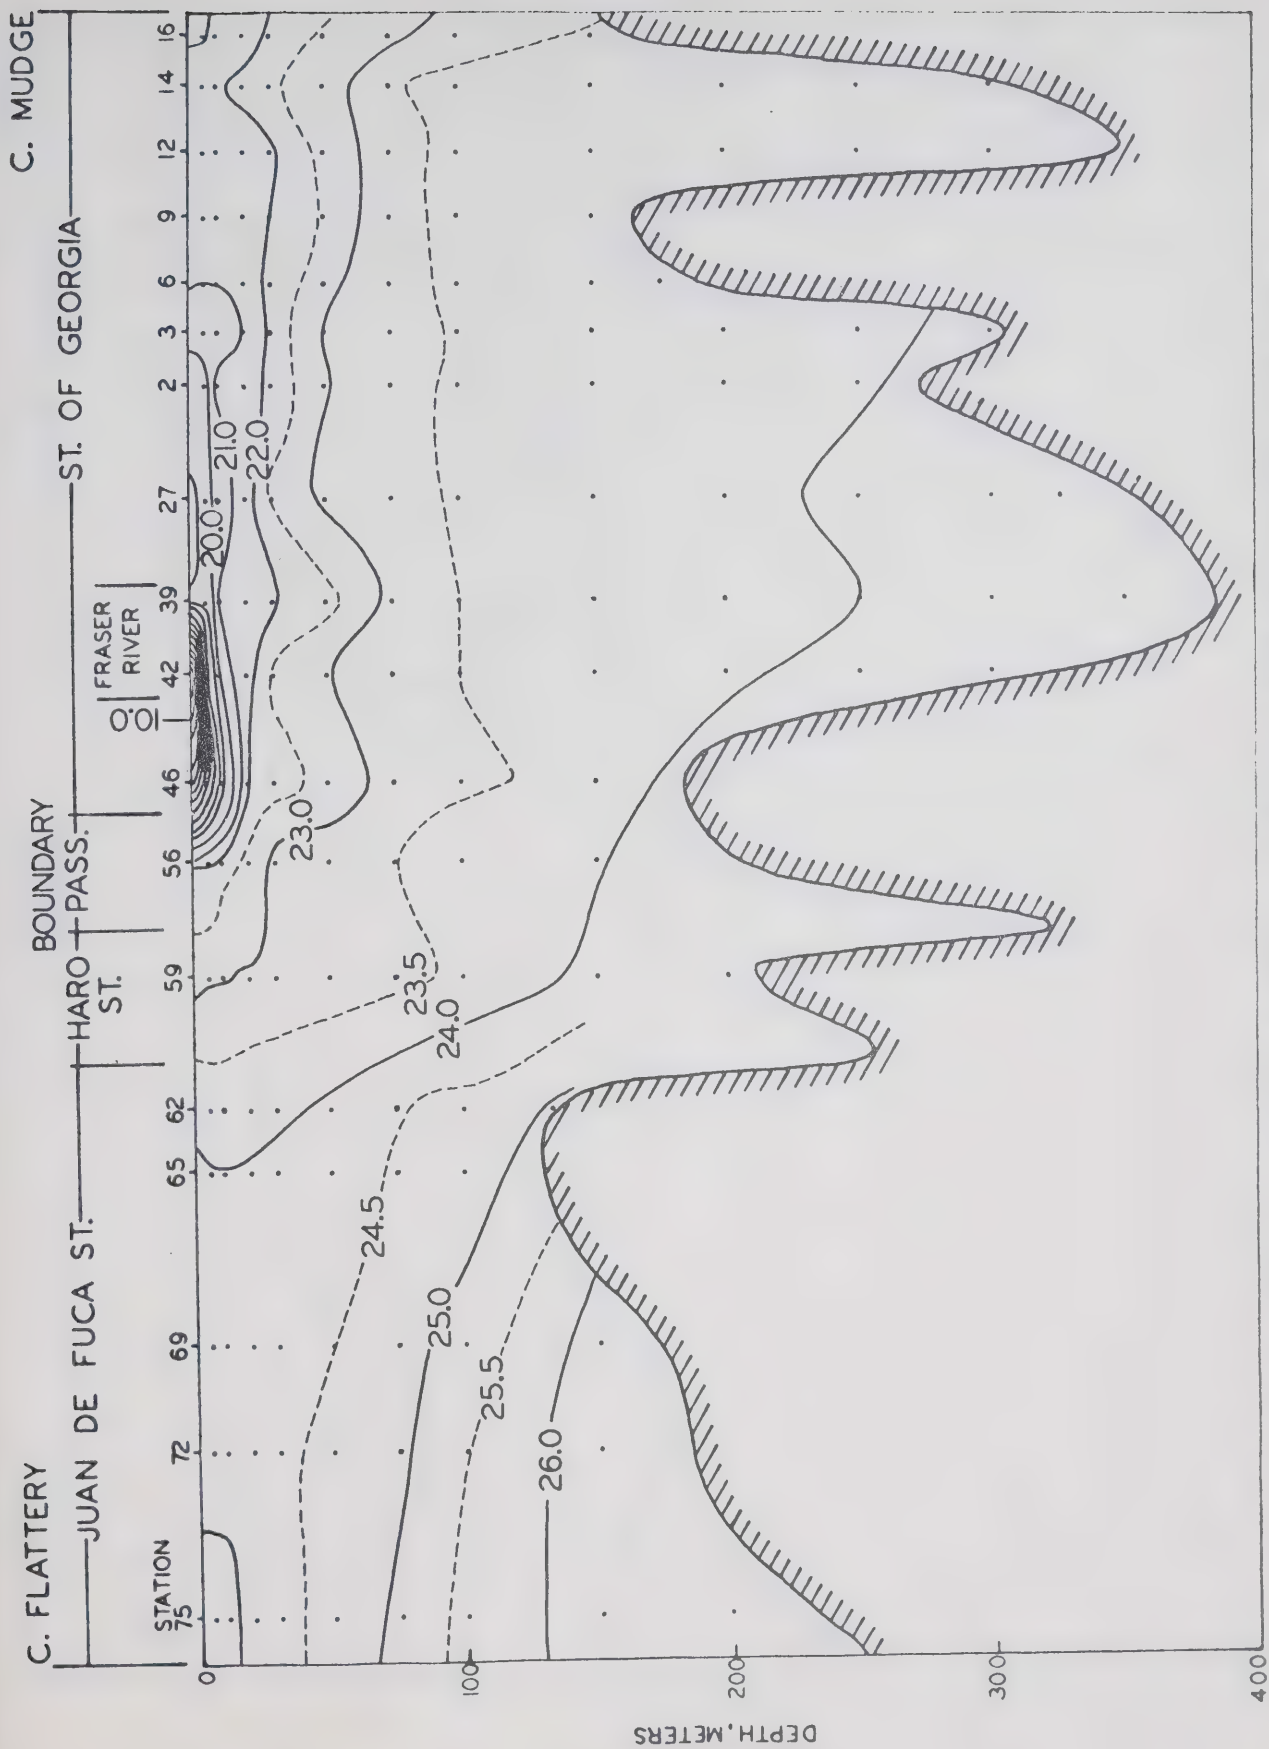 C. FLATTERY
C. MUDGE
JUAN DE FUCA ST.
HARO ST.
BOUNDARY PASS.
ST. OF GEORGIA
FRASER RIVER
STATION
75 72 69 65 62 59 56 46 42 39 27 2 3 6 9 12 14 16
20.0
21.0
22.0
23.0
23.5
24.0
24.5
25.0
25.5
26.0
0
100
200
300
400
DEPTH, METERS